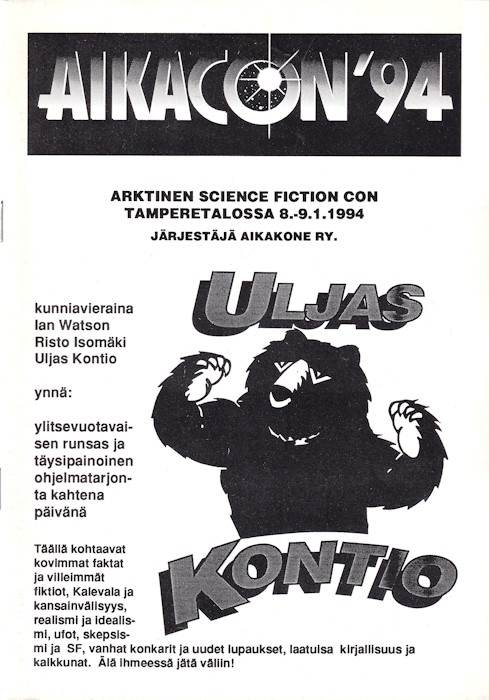 AIKACON '94
ARKTINEN SCIENCE FICTION CON
TAMPERETALOSSA 8.-9.1.1994
JÄRJESTÄJÄ AIKAKONE RY.
ULJAS
kunniavieraina
Ian Watson
Risto Isomäki
Uljas Kontio
ynnä:
ylitsevuotavai-
sen runsas ja
täysipainoinen
ohjelmatarjon-
ta kahtena
päivänä
KONTIO
Täällä kohtaavat
kovimmat faktat
ja villeimmät
fiktiot, Kalevala ja
kansainvälisyys,
realismi ja idealis-
mi, ufot, skepsis-
mi ja SF, vanhat konkarit ja uudet lupaukset, laatuisa kirjallisuus ja
kalkkunat. Älä ihmeessä jätä väliin!